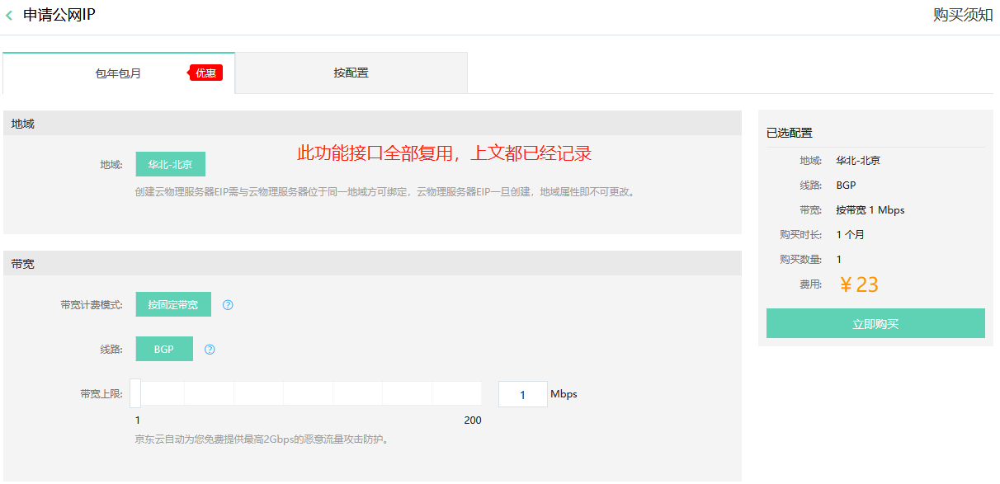 申请公网IP
购买须知
包年包月
优惠
按配置
地域
此功能接口全部复用，上文都已经记录
地域:
华北-北京
创建云物理服务器EIP需与云物理服务器位于同一地域方可绑定，云物理服务器EIP一旦创建，地域属性即不可更改。
带宽
带宽计费模式:
按固定带宽
?
线路:
BGP
?
带宽上限:
1
Mbps
1
200
京东云自动为您免费提供最高2Gbps的恶意流量攻击防护。
已选配置
地域: 华北-北京
线路: BGP
带宽: 按带宽 1 Mbps
购买时长: 1 个月
购买数量: 1
费用: ￥23
立即购买